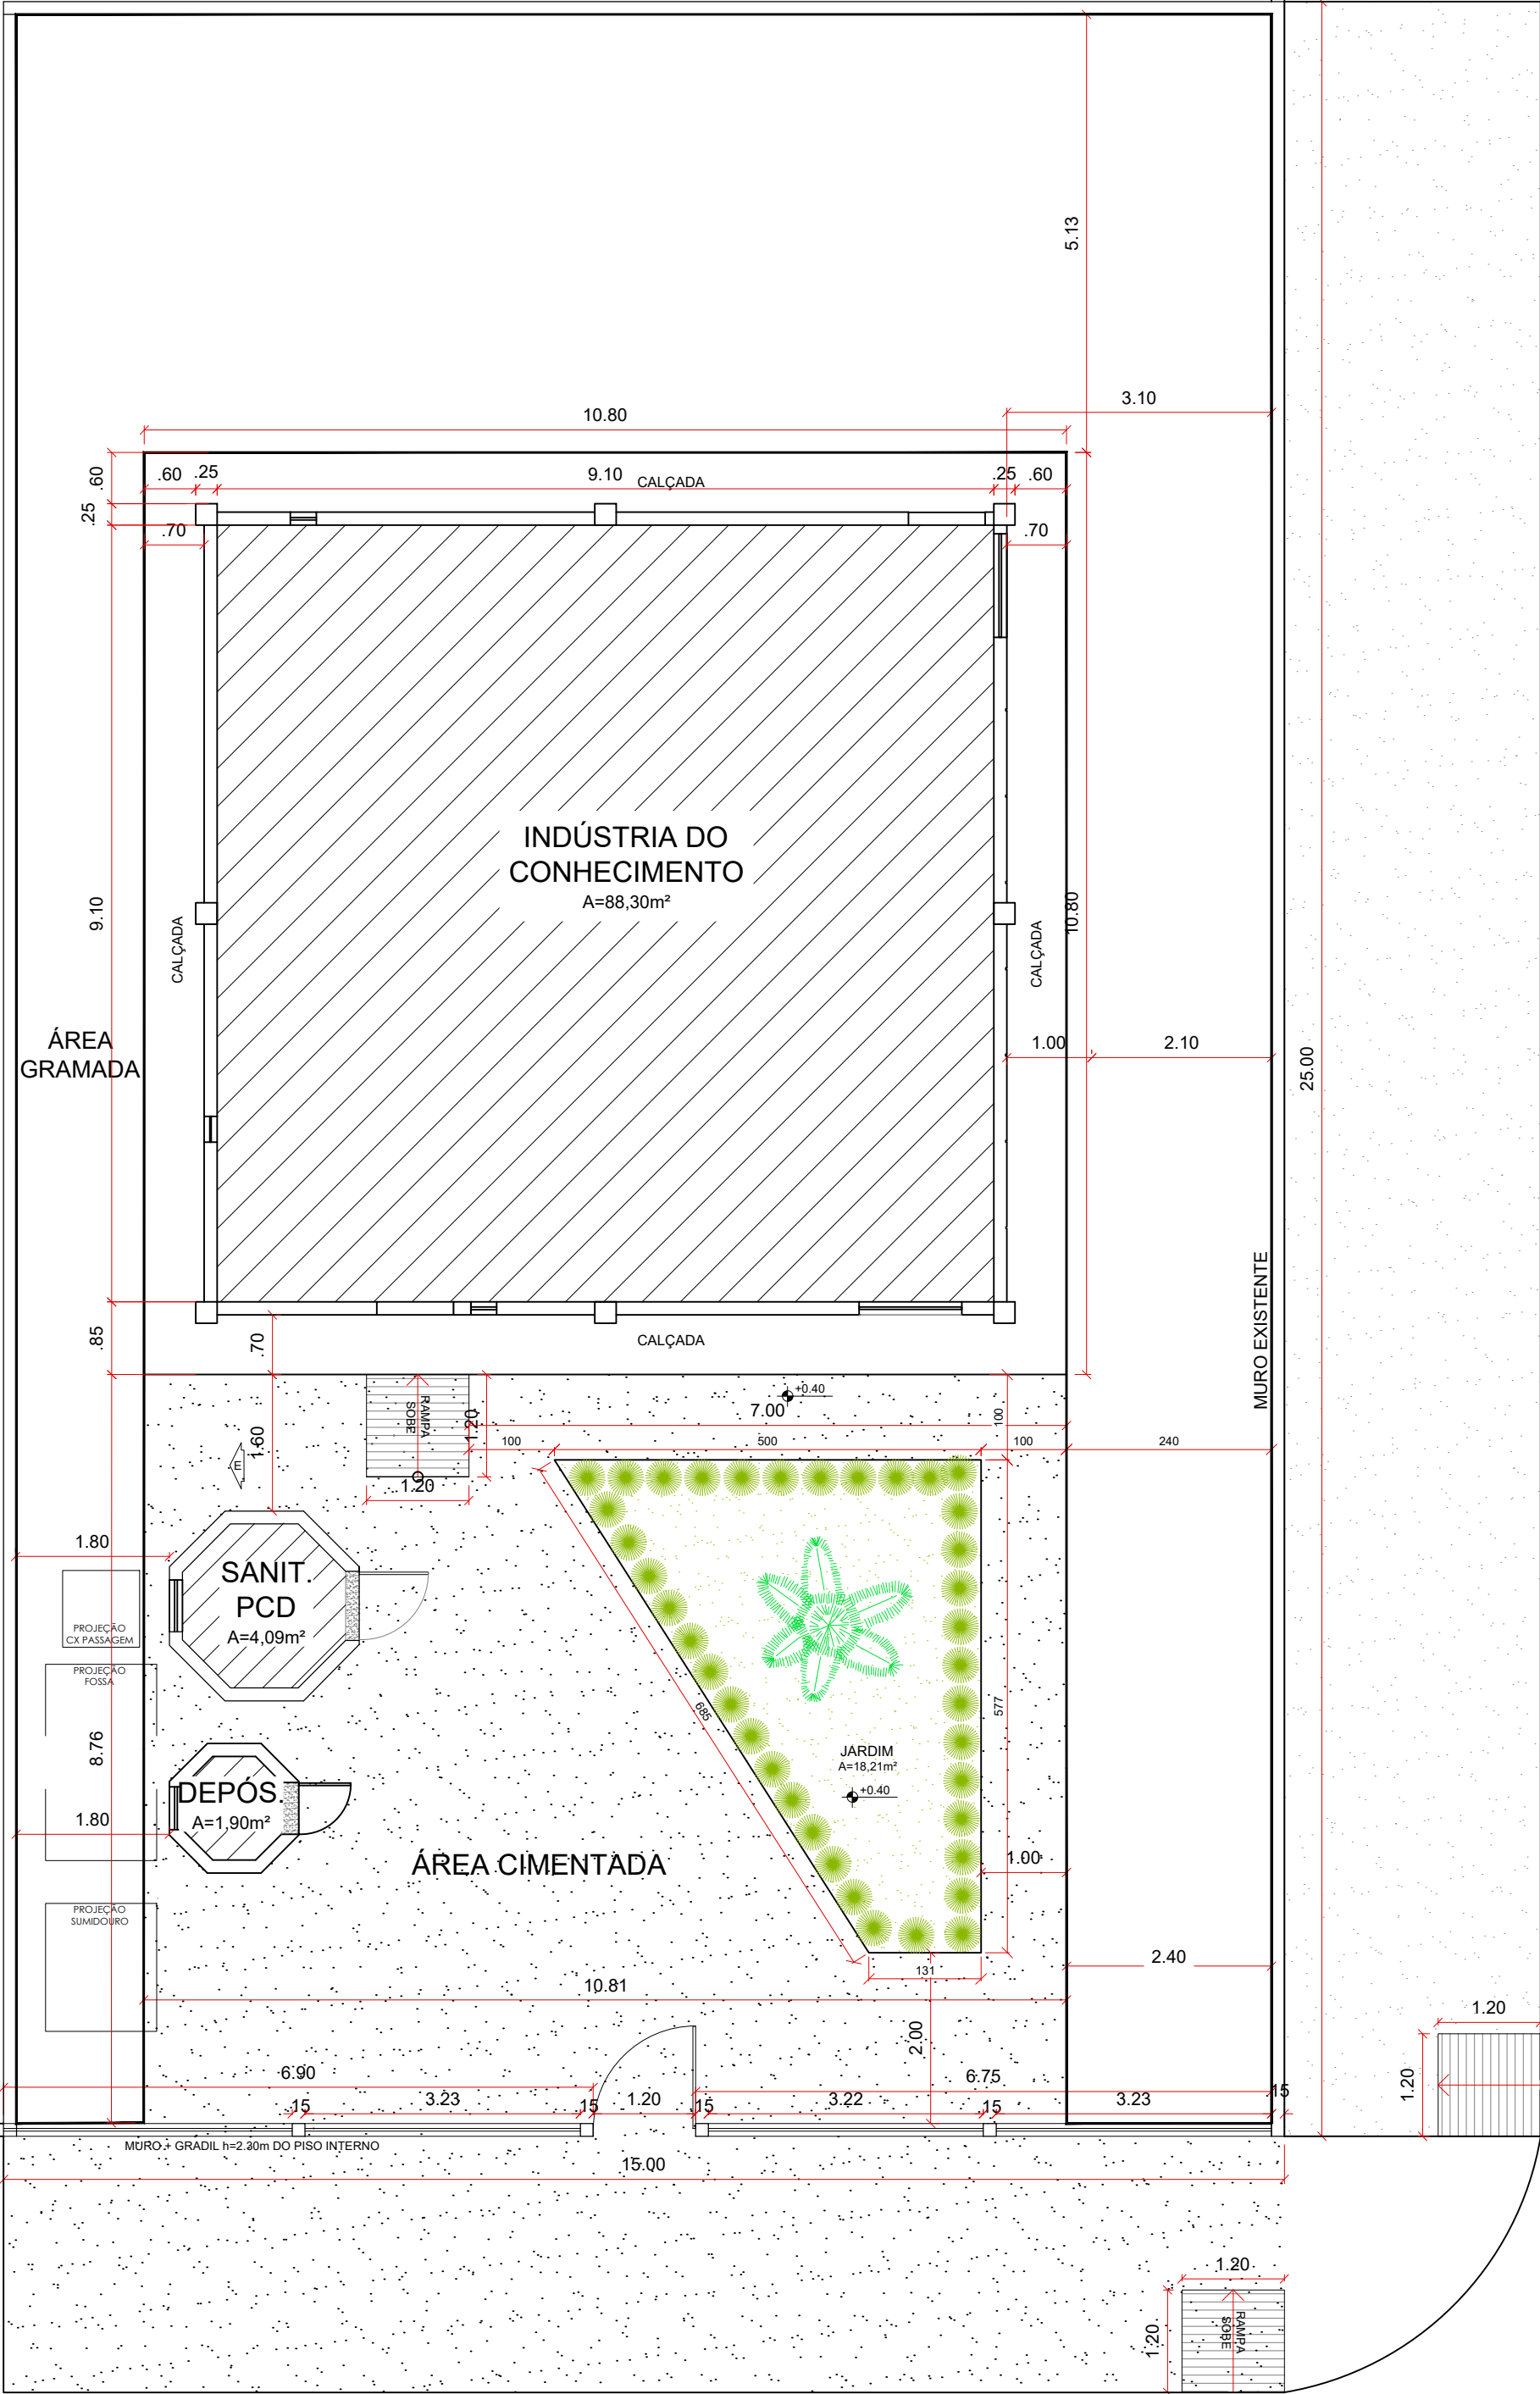 5.13
3.10
10.80
.60
.25
9.10
CALÇADA
.25
.60
.60
.25
.70
.70
INDÚSTRIA DO
CONHECIMENTO
A=88,30m²
9.10
CALÇADA
CALÇADA
10.80
ÁREA
GRAMADA
1.00
2.10
25.00
MURO EXISTENTE
.85
.70
CALÇADA
+0.40
7.00
RAMPA
SOBE
1.20
1.60
E
100
500
100
100
240
1.20
1.80
SANIT.
PCD
A=4,09m²
PROJEÇÃO
CX PASSAGEM
PROJEÇÃO
FOSSA
685
577
8.76
JARDIM
A=18,21m²
+0.40
DEPÓS.
A=1,90m²
1.80
ÁREA CIMENTADA
1.00
PROJEÇÃO
SUMIDOURO
2.40
131
10.81
1.20
2.00
1.20
6.90
6.75
.15
3.23
.15
1.20
.15
3.22
.15
3.23
.15
MURO + GRADIL h=2.30m DO PISO INTERNO
15.00
1.20
1.20
RAMPA
SOBE